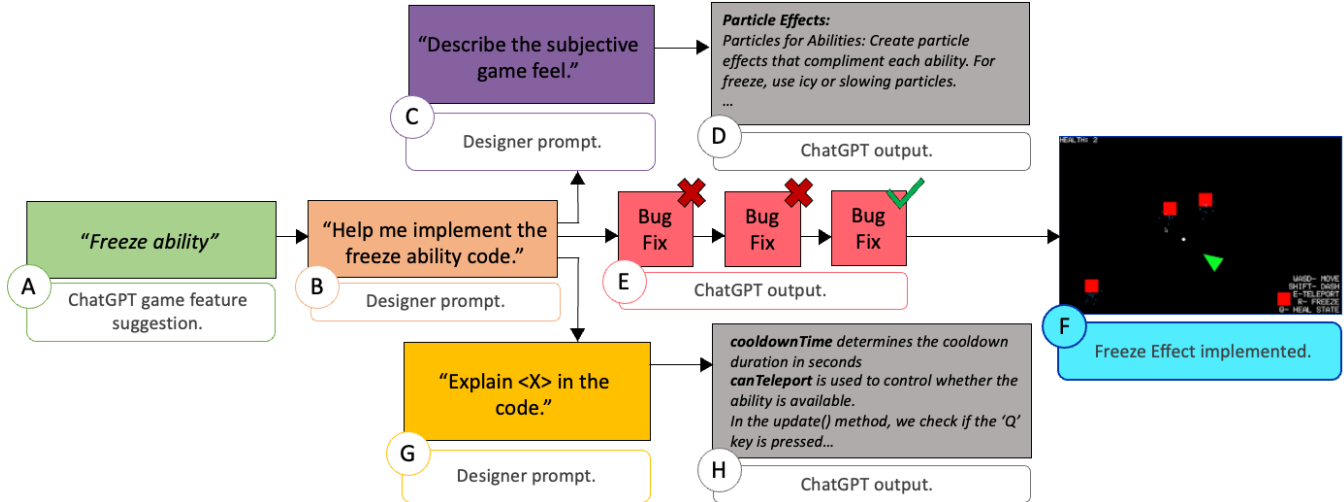 “Describe the subjective
game feel.”
C
Designer prompt.
Particle Effects:
Particles for Abilities: Create particle
effects that compliment each ability. For
freeze, use icy or slowing particles.
…
D
ChatGPT output.
“Freeze ability”
A
ChatGPT game feature
suggestion.
“Help me implement the
freeze ability code.”
B
Designer prompt.
Bug
Fix
Bug
Fix
Bug
Fix
E
ChatGPT output.
HEALTH: 2
WASD- MOVE
SHIFT- DASH
E-TELEPORT
R- FREEZE
Q- HEAL STATE
F
Freeze Effect implemented.
“Explain <X> in the
code.”
G
Designer prompt.
cooldownTime determines the cooldown
duration in seconds
canTeleport is used to control whether the
ability is available.
In the update() method, we check if the ‘Q’
key is pressed…
H
ChatGPT output.